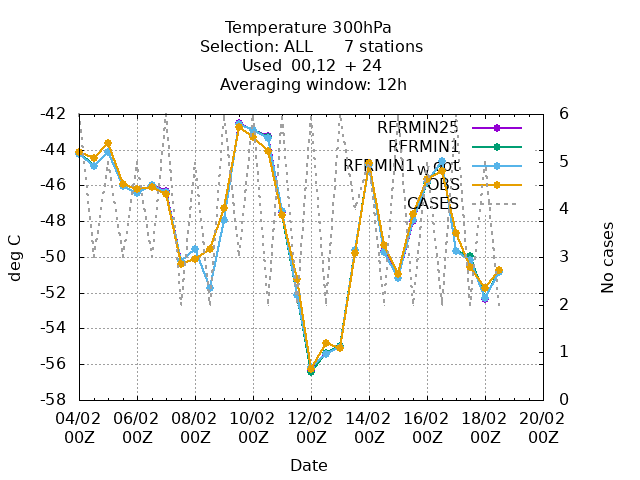 Temperature 300hPa
Selection: ALL 7 stations
Used 00,12 + 24
Averaging window: 12h
-42 6
RFRMIN25
RFRMIN1
-44 5
RFRMIN1_w_cot
-46
OBS
CASES 4
-48
-50 3
-52
2
-54
1
-56
-58 0
deg C
No cases
04/02 06/02 08/02 10/02 12/02 14/02 16/02 18/02 20/02
00Z 00Z 00Z 00Z 00Z 00Z 00Z 00Z 00Z
Date